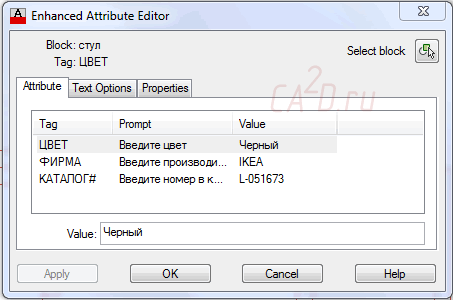 Enhanced Attribute Editor
Block: стул
Tag: ЦВЕТ
Select block
CA2D.ru
Attribute Text Options Properties
Tag Prompt Value
ЦВЕТ Введите цвет Черный
ФИРМА Введите производи... IKEA
КАТАЛОГ# Введите номер в к... L-051673
Value: Черный
Apply OK Cancel Help